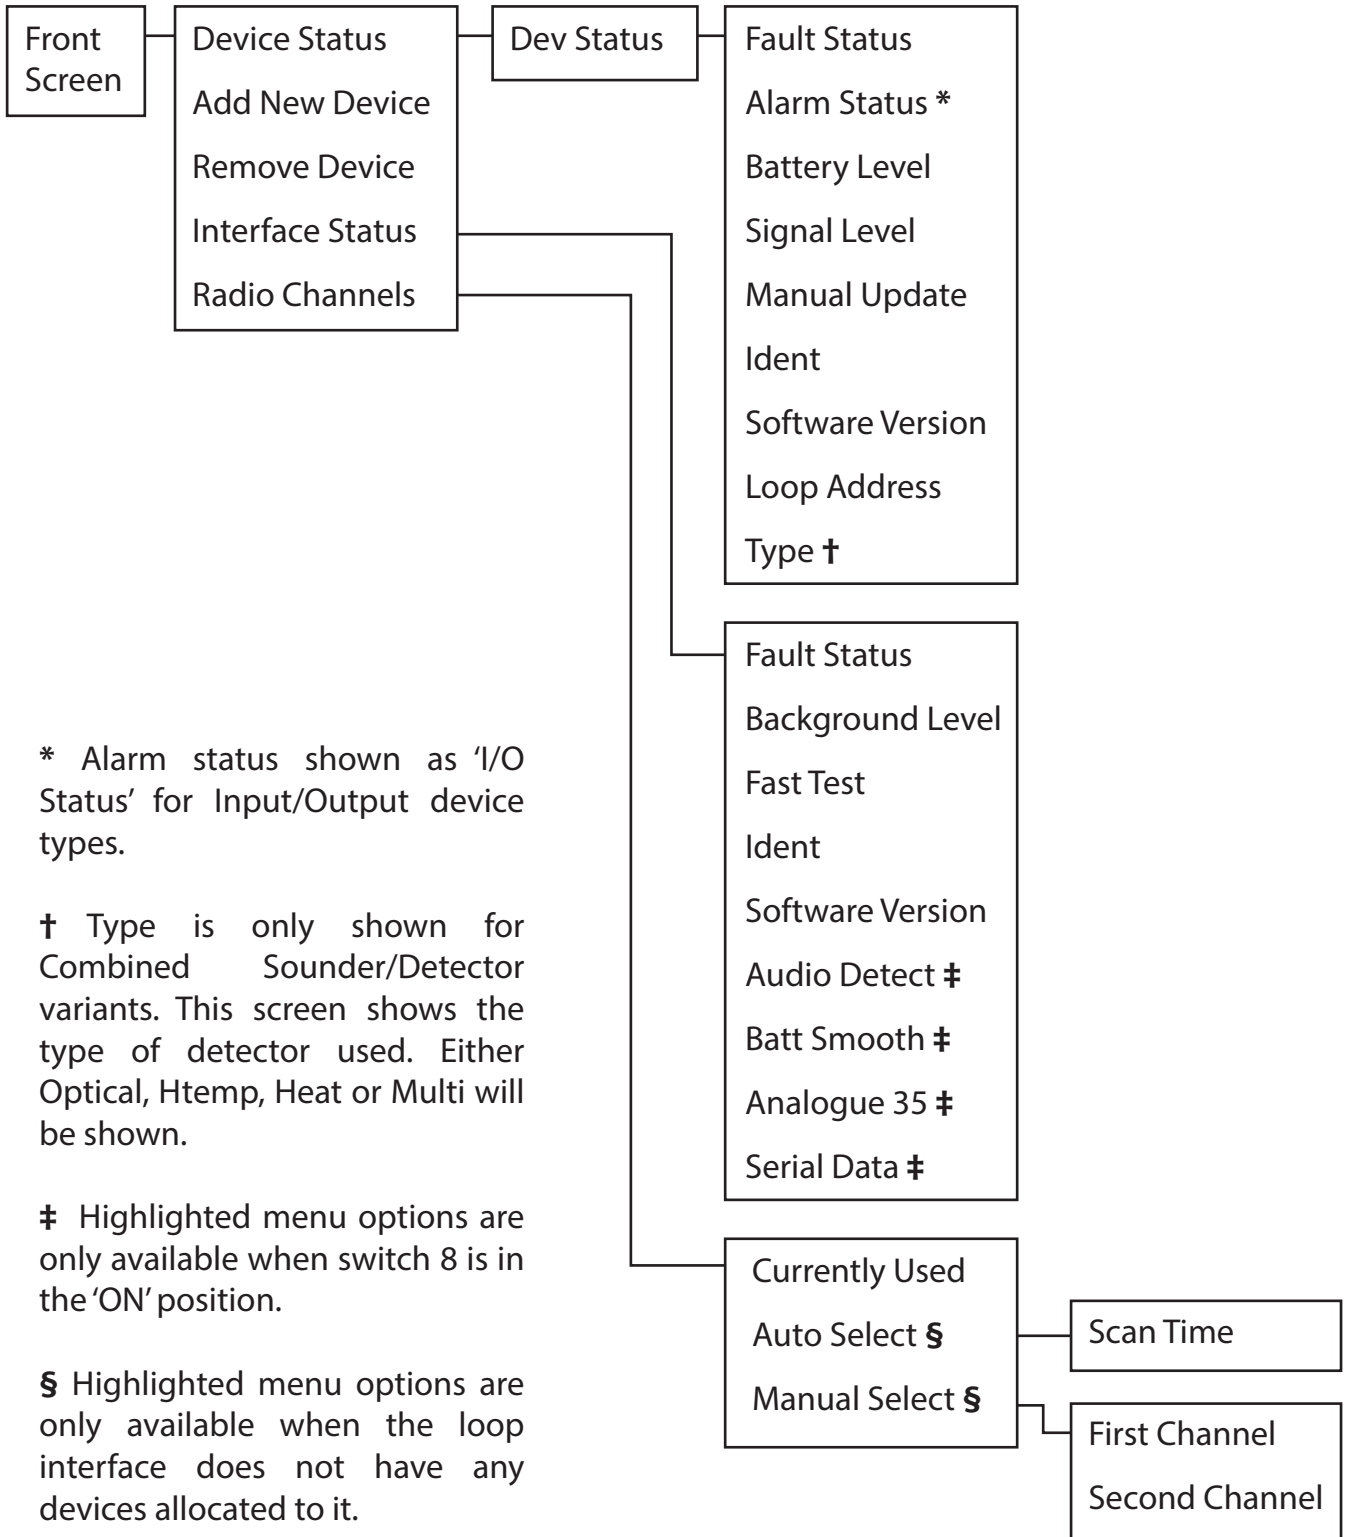 Front
Screen
Device Status
Add New Device
Remove Device
Interface Status
Radio Channels
Dev Status
Fault Status
Alarm Status *
Battery Level
Signal Level
Manual Update
Ident
Software Version
Loop Address
Type †
Fault Status
Background Level
Fast Test
Ident
Software Version
Audio Detect ‡
Batt Smooth ‡
Analogue 35 ‡
Serial Data ‡
Currently Used
Auto Select §
Manual Select §
Scan Time
First Channel
Second Channel
* Alarm status shown as ‘I/O
Status’ for Input/Output device
types.
† Type is only shown for
Combined Sounder/Detector
variants. This screen shows the
type of detector used. Either
Optical, Htemp, Heat or Multi will
be shown.
‡ Highlighted menu options are
only available when switch 8 is in
the ‘ON’ position.
§ Highlighted menu options are
only available when the loop
interface does not have any
devices allocated to it.